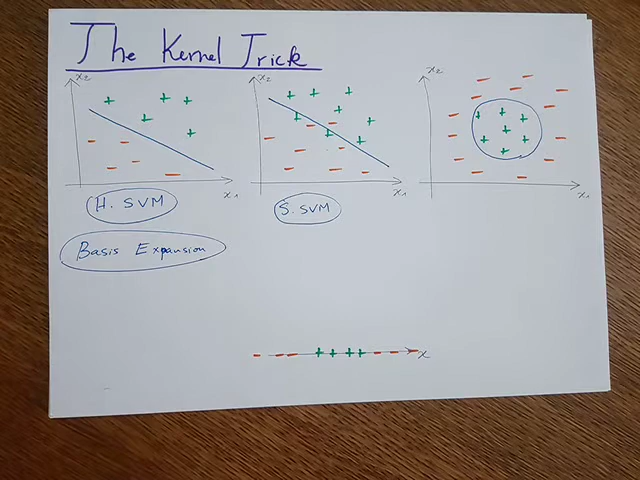 The Kernel Trick
x₂
x₂
x₂
x₁
x₁
x₁
H. SVM
S. SVM
Basis Expansion
x